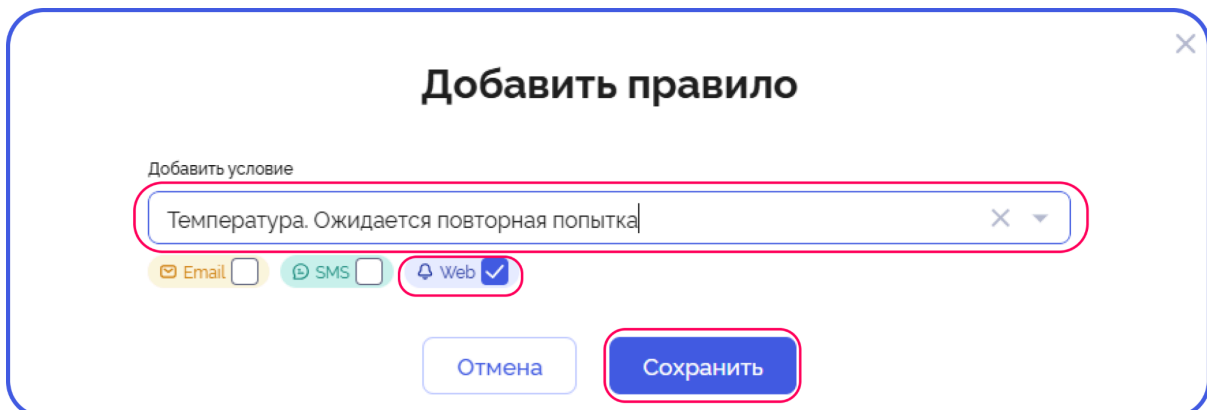 Добавить правило
Добавить условие
Температура. Ожидается повторная попытка
Email SMS Web
Отмена Сохранить